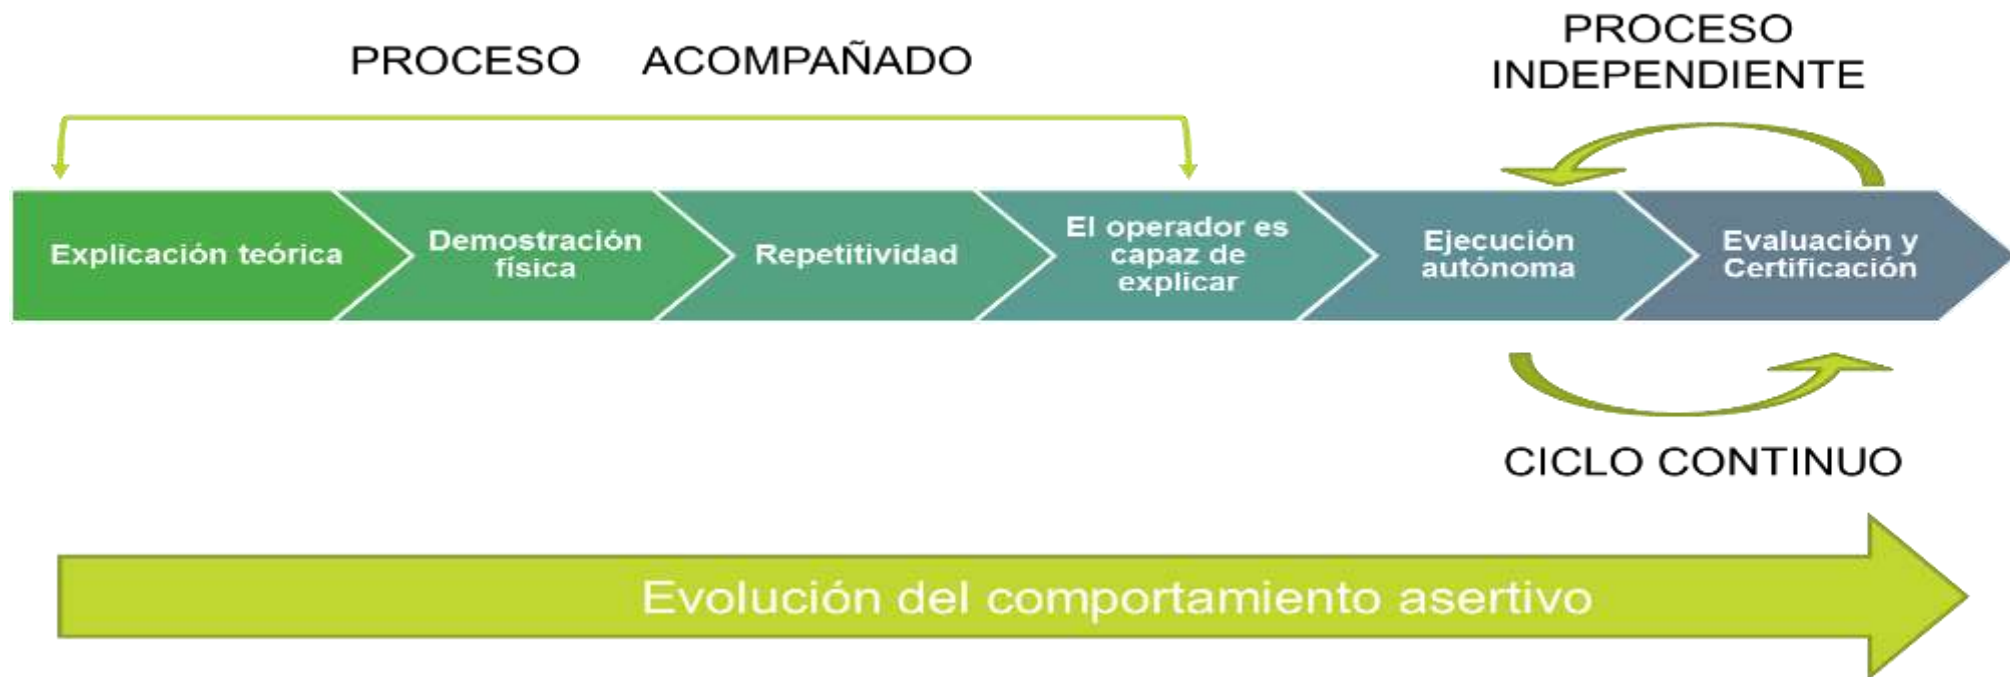 PROCESO ACOMPAÑADO
PROCESO
INDEPENDIENTE
Explicación teórica
Demostración
física
Repetitividad
El operador es
capaz de
explicar
Ejecución
autónoma
Evaluación y
Certificación
CICLO CONTINUO
Evolución del comportamiento asertivo